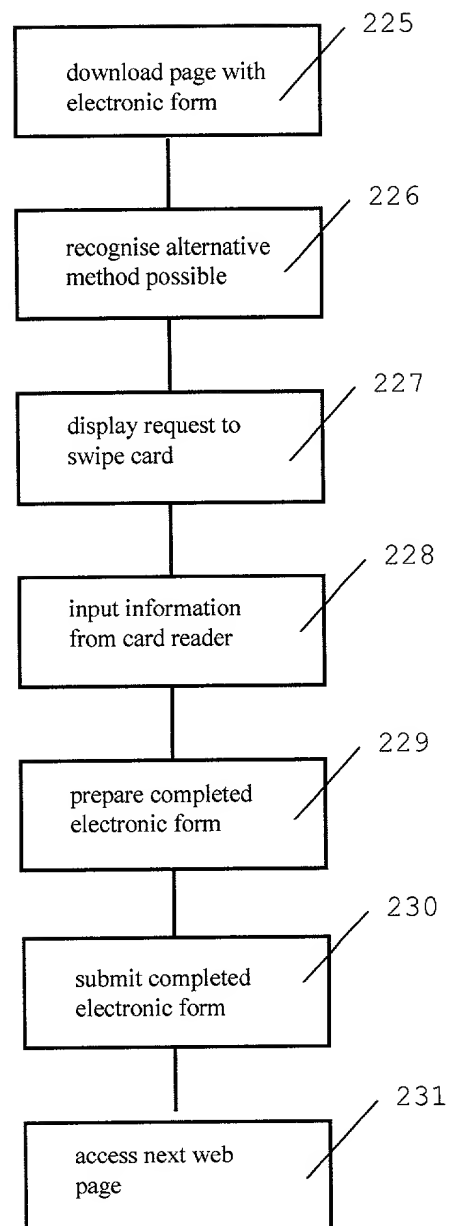 225
download page with
electronic form
226
recognise alternative
method possible
227
display request to
swipe card
228
input information
from card reader
229
prepare completed
electronic form
230
submit completed
electronic form
231
access next web
page